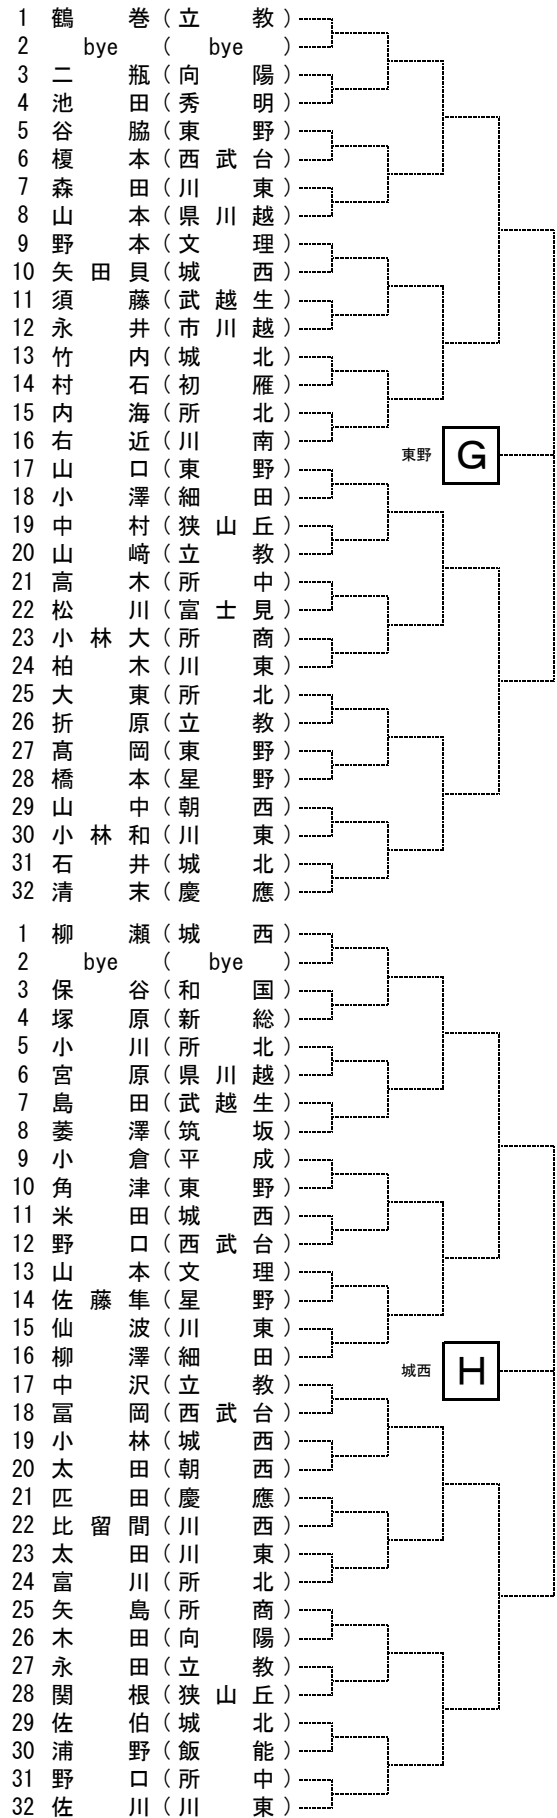 1 鶴巻（立教）
2 bye （ bye ）
3 二瓶（向陽）
4 池田（秀明）
5 谷脇（東野）
6 榎本（西武台）
7 森田（川東）
8 山本（県川越）
9 野本（文理）
10 矢田貝（城西）
11 須藤（武越生）
12 永井（市川越）
13 竹内（城北）
14 村石（初雁）
15 内海（所北）
16 右近（川南）
東野 G
17 山口（東野）
18 小澤（細田）
19 中村（狭山丘）
20 山﨑（立教）
21 高木（所中）
22 松川（富士見）
23 小林大（所商）
24 柏木（川東）
25 大東（所北）
26 折原（立教）
27 髙岡（東野）
28 橋本（星野）
29 山中（朝西）
30 小林和（川東）
31 石井（城北）
32 清末（慶應）
1 柳瀬（城西）
2 bye （ bye ）
3 保谷（和国）
4 塚原（新総）
5 小川（所北）
6 宮原（県川越）
7 島田（武越生）
8 萎澤（筑坂）
9 小倉（平成）
10 角津（東野）
11 米田（城西）
12 野口（西武台）
13 山本（文理）
14 佐藤隼（星野）
15 仙波（川東）
16 柳澤（細田）
城西 H
17 中沢（立教）
18 冨岡（西武台）
19 小林（城西）
20 太田（朝西）
21 匹田（慶應）
22 比留間（川西）
23 太田（川東）
24 富川（所北）
25 矢島（所商）
26 木田（向陽）
27 永田（立教）
28 関根（狭山丘）
29 佐伯（城北）
30 浦野（飯能）
31 野口（所中）
32 佐川（川東）